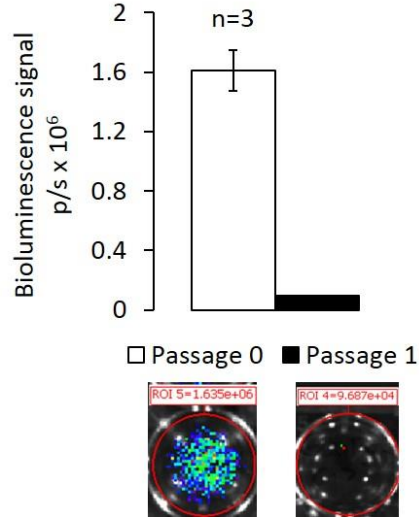 2
n=3
1.6
1.2
0.8
0.4
0
Bioluminescence signal
p/s x 10⁶
□ Passage 0 ■ Passage 1
ROI 5=1.635e+06
ROI 4=9.687e+04